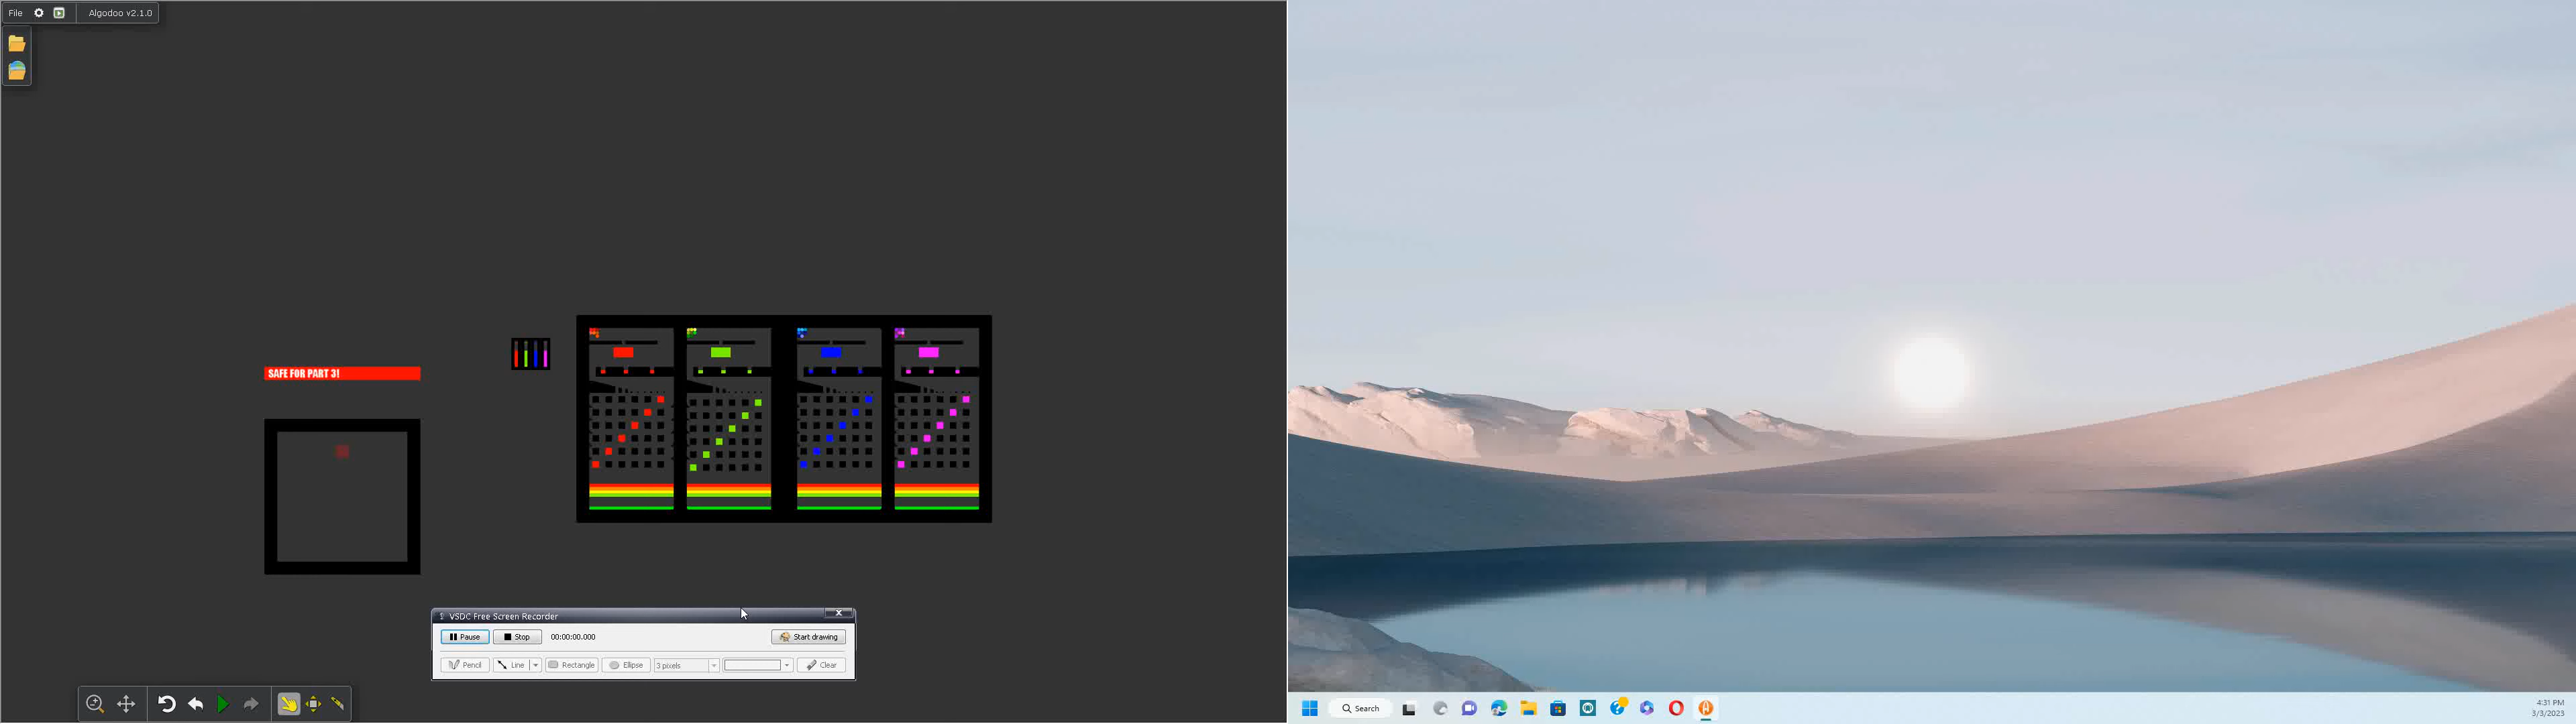 File
Algodoo v2.1.0
SAFE FOR PART 3!
VSDC Free Screen Recorder
Pause
Stop
00:00:00.000
Start drawing
Pencil
Line
Rectangle
Ellipse
3 pixels
Clear
Search
4:31 PM
3/3/2023